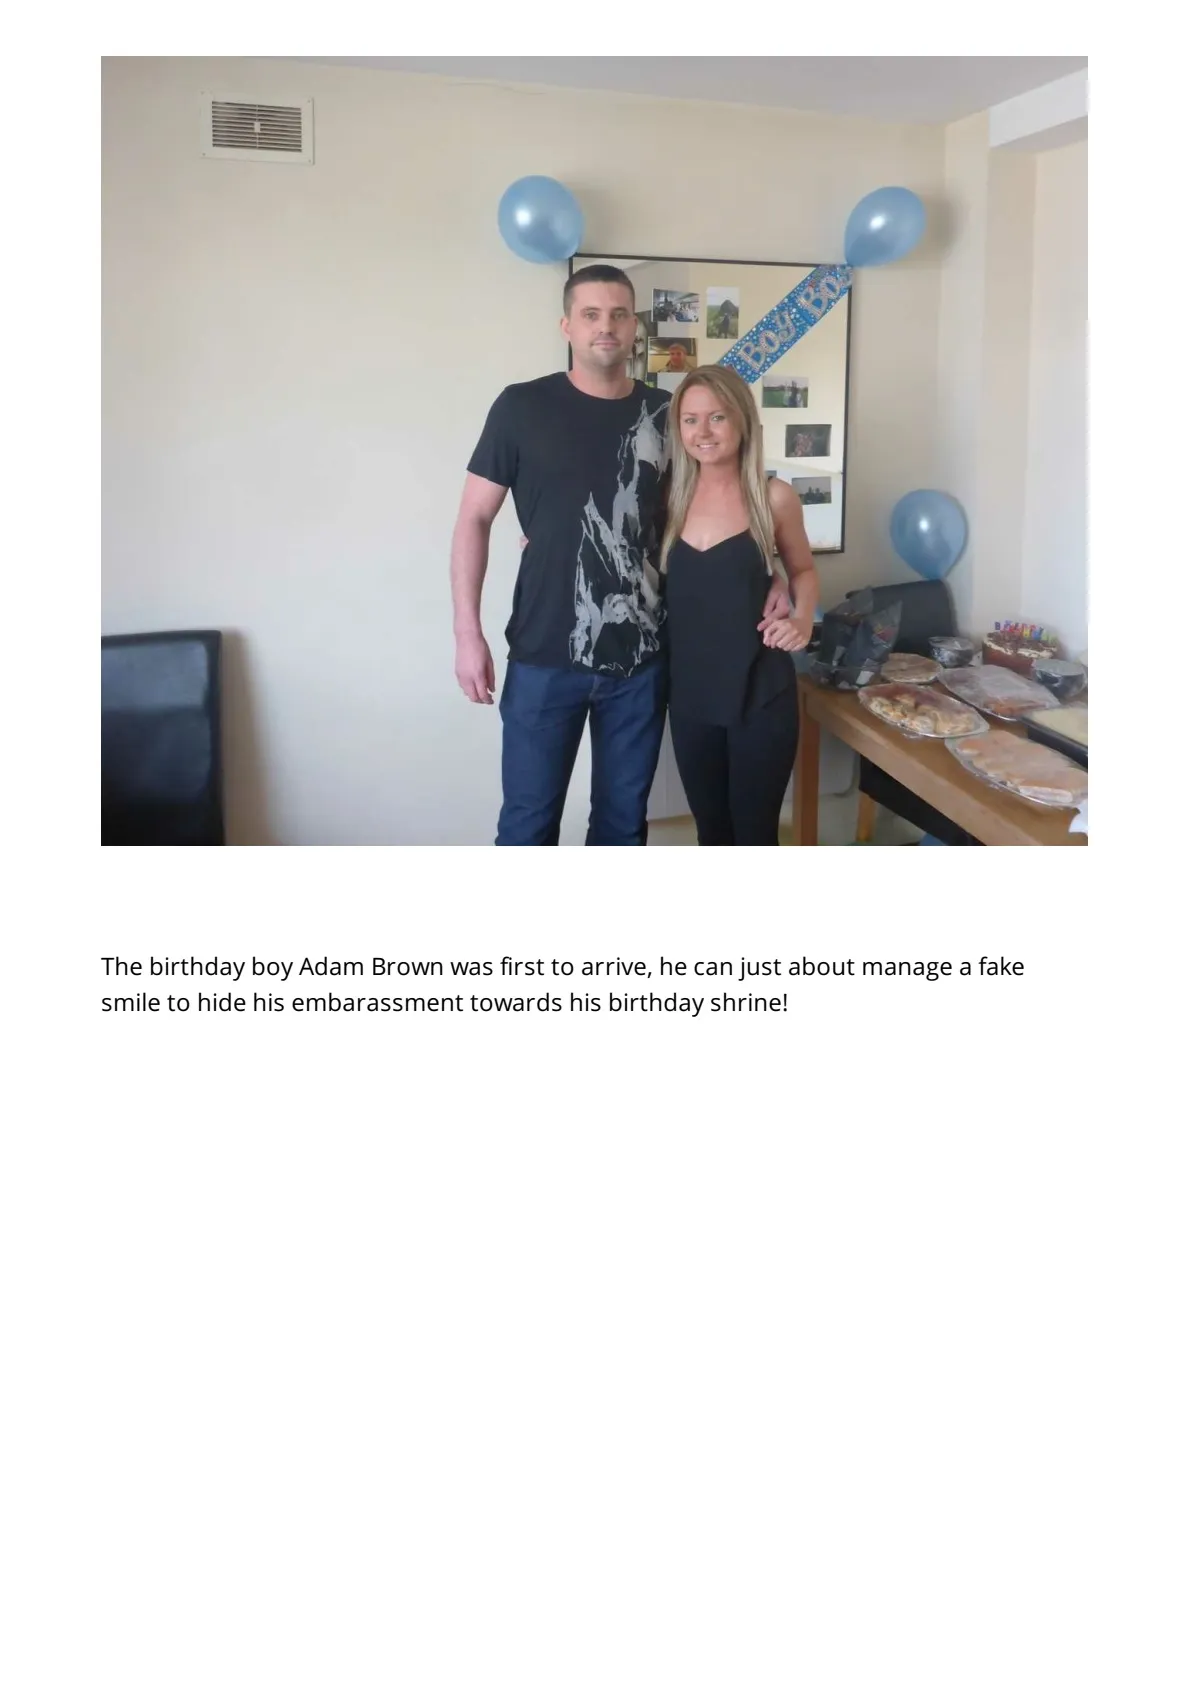 BOY BOY
The birthday boy Adam Brown was first to arrive, he can just about manage a fake
smile to hide his embarassment towards his birthday shrine!